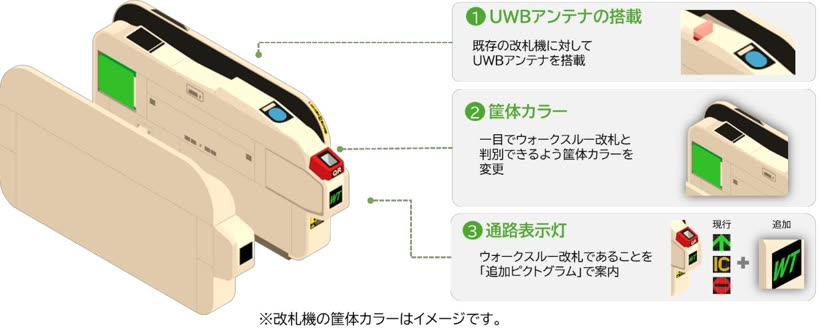 ❶UWBアンテナの搭載
既存の改札機に対して
UWBアンテナを搭載
❷筐体カラー
一目でウォークスルー改札と
判別できるよう筐体カラーを
変更
❸通路表示灯
ウォークスルー改札であることを
「追加ピクトグラム」で案内
現行
追加
IC
WT
QR
WT
※改札機の筐体カラーはイメージです。